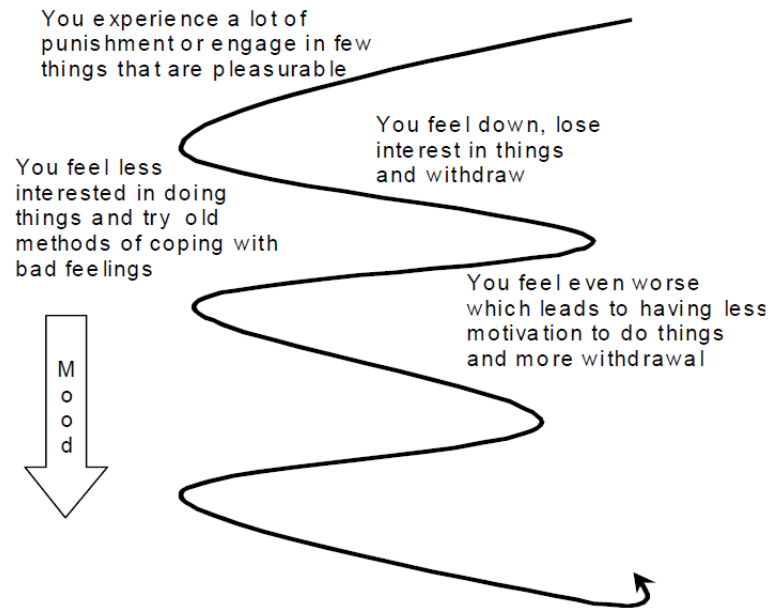 You experience a lot of
punishment or engage in few
things that are pleasurable
You feel down, lose
interest in things
and withdraw
You feel less
interested in doing
things and try old
methods of coping with
bad feelings
You feel even worse
which leads to having less
motivation to do things
and more withdrawal
Mood